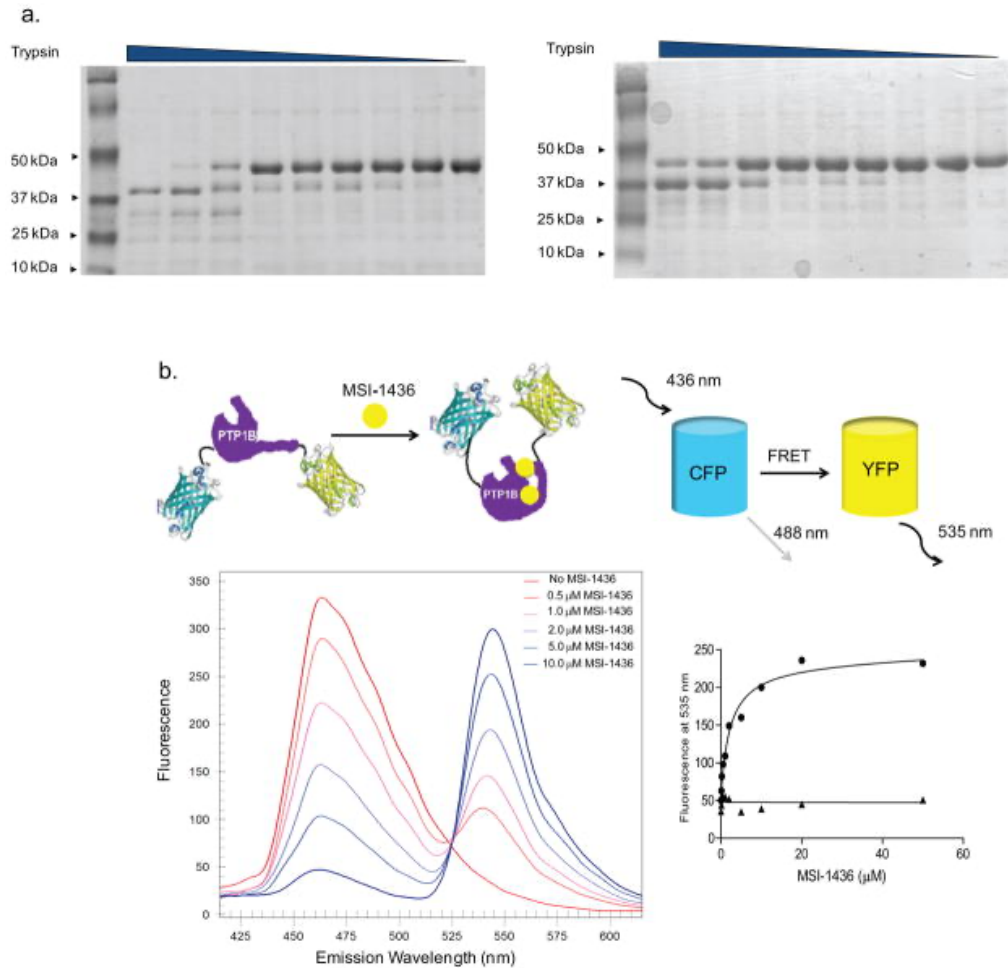 a.
Trypsin
50 kDa
37 kDa
25 kDa
10 kDa
Trypsin
50 kDa
37 kDa
25 kDa
10 kDa
b.
MSI-1436
PTP1B
PTP1B
436 nm
CFP
FRET
YFP
488 nm
535 nm
No MSI-1436
0.5 μM MSI-1436
1.0 μM MSI-1436
2.0 μM MSI-1436
5.0 μM MSI-1436
10.0 μM MSI-1436
Fluorescence
350
300
250
200
150
100
50
0
425 450 475 500 525 550 575 600
Emission Wavelength (nm)
Fluorescence at 535 nm
250
200
150
100
50
0
0 20 40 60
MSI-1436 (μM)